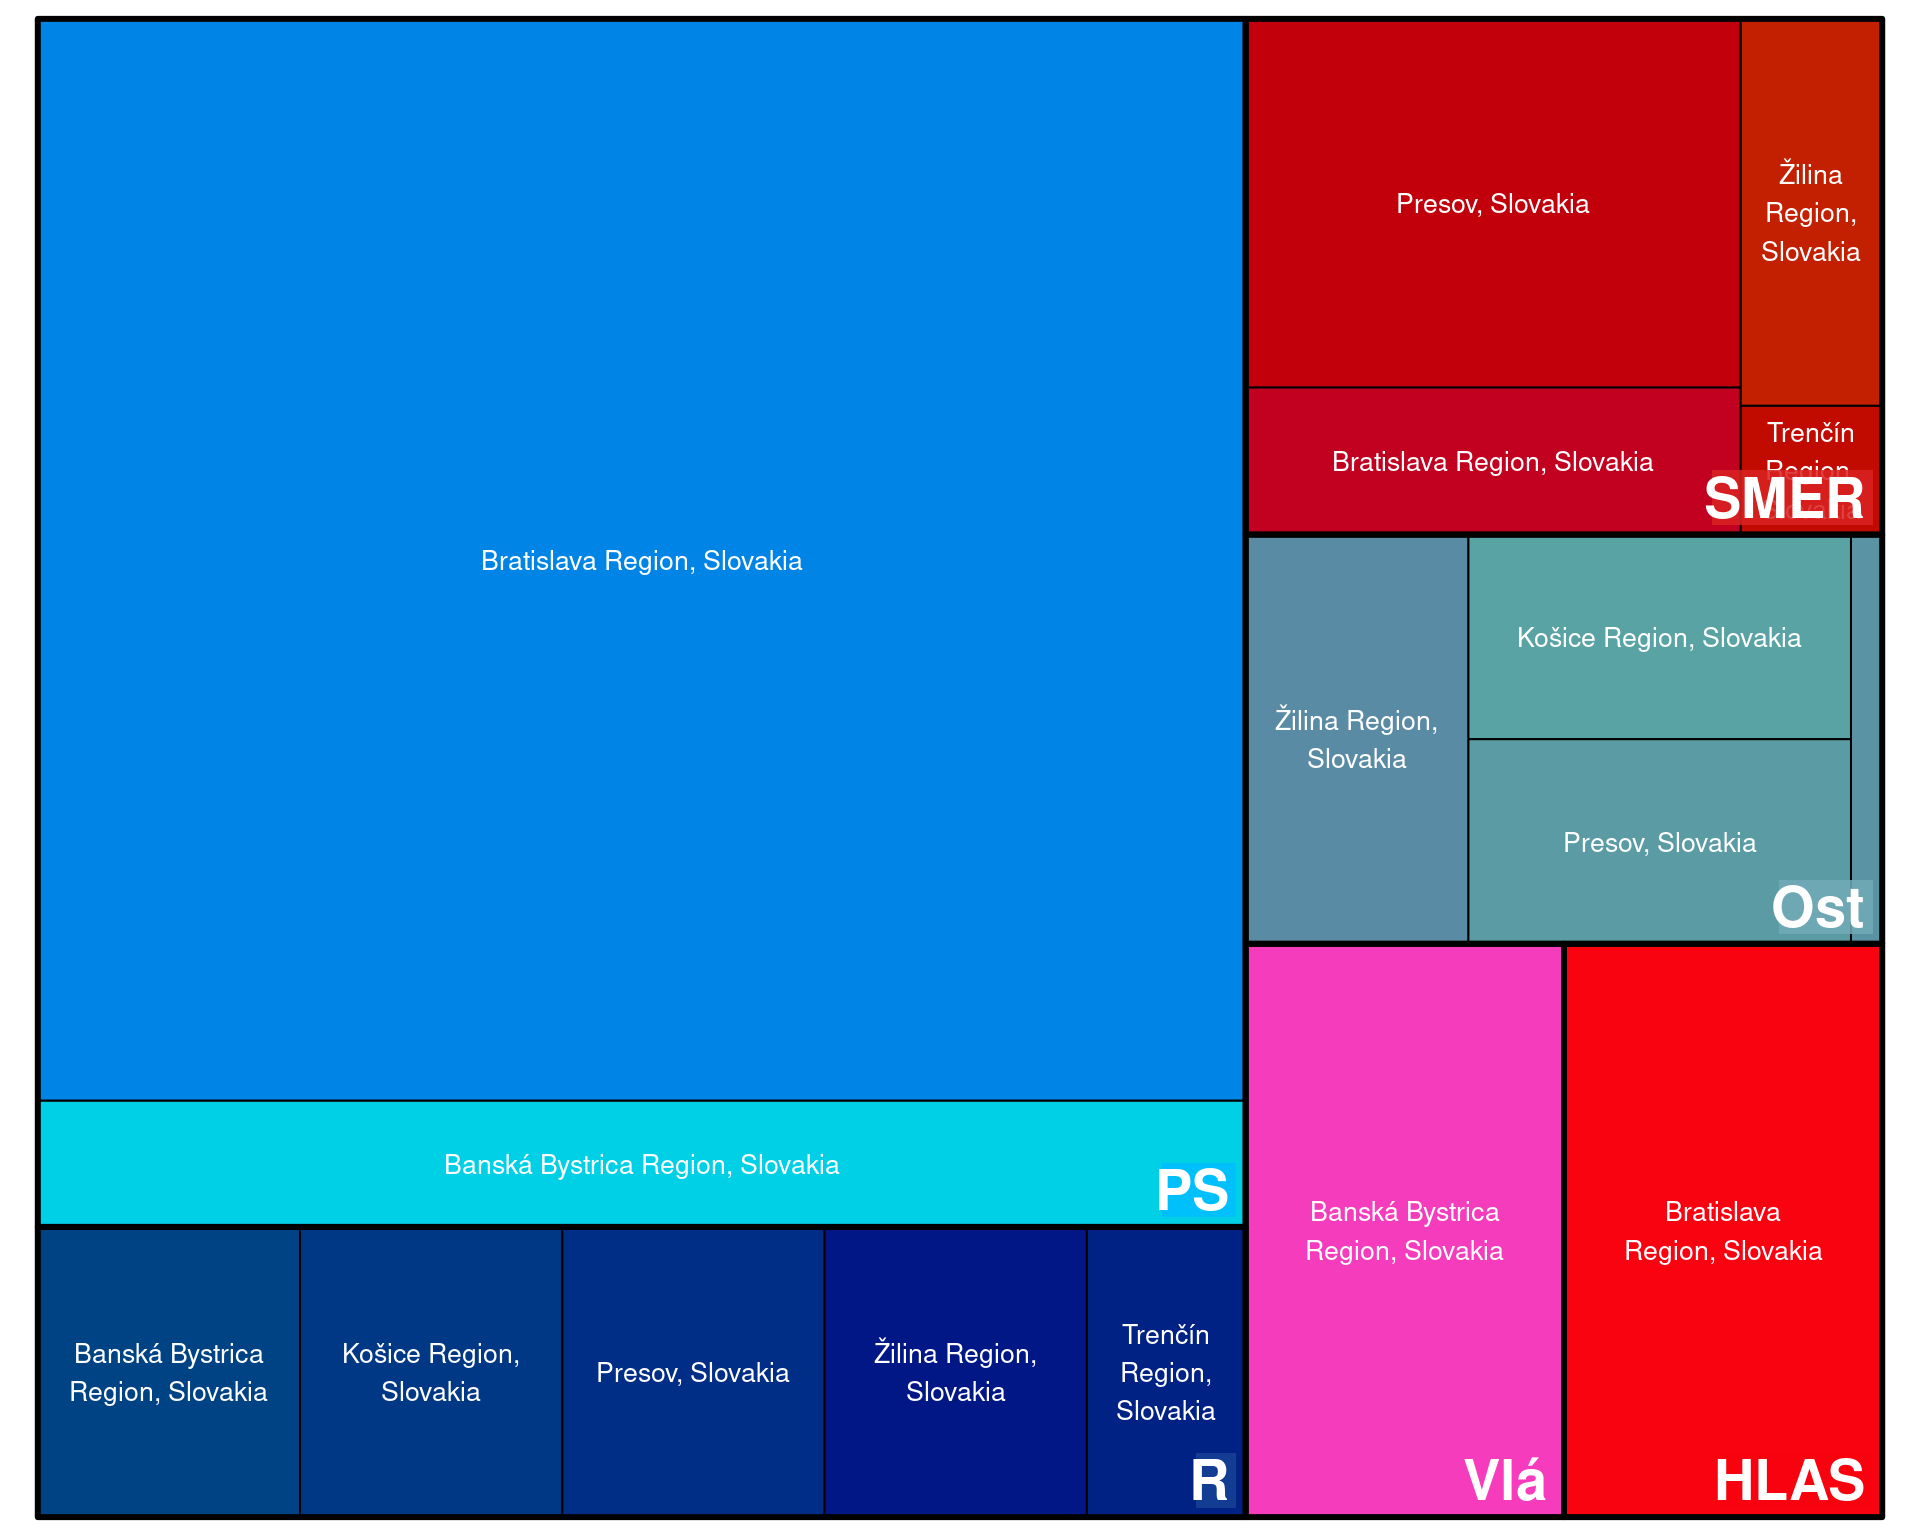 Bratislava Region, Slovakia
Banská Bystrica Region, Slovakia
PS
Banská Bystrica
Region, Slovakia
Košice Region,
Slovakia
Presov, Slovakia
Žilina Region,
Slovakia
Trenčín
Region,
Slovakia
R
Presov, Slovakia
Žilina
Region,
Slovakia
Bratislava Region, Slovakia
Trenčín
Region,
SMER
Žilina Region,
Slovakia
Košice Region, Slovakia
Presov, Slovakia
Ost
Banská Bystrica
Region, Slovakia
Vlá
Bratislava
Region, Slovakia
HLAS